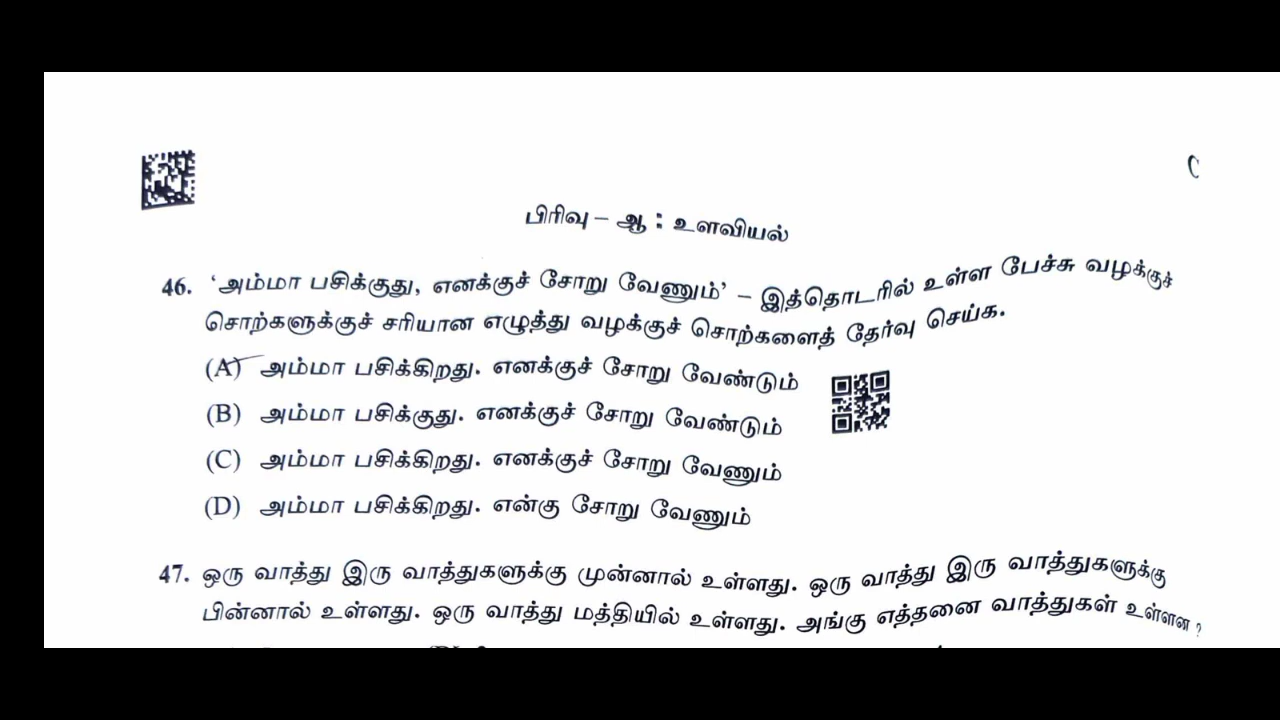 C
பிரிவு – ஆ : உளவியல்
46. ‘அம்மா பசிக்குது, எனக்குச் சோறு வேணும்’ – இத்தொடரில் உள்ள பேச்சு வழக்குச்
சொற்களுக்குச் சரியான எழுத்து வழக்குச் சொற்களைத் தேர்வு செய்க.
(A) அம்மா பசிக்கிறது. எனக்குச் சோறு வேண்டும்
(B) அம்மா பசிக்குது. எனக்குச் சோறு வேண்டும்
(C) அம்மா பசிக்கிறது. எனக்குச் சோறு வேணும்
(D) அம்மா பசிக்கிறது. என்கு சோறு வேணும்
47. ஒரு வாத்து இரு வாத்துகளுக்கு முன்னால் உள்ளது. ஒரு வாத்து இரு வாத்துகளுக்கு
பின்னால் உள்ளது. ஒரு வாத்து மத்தியில் உள்ளது. அங்கு எத்தனை வாத்துகள் உள்ளன ?